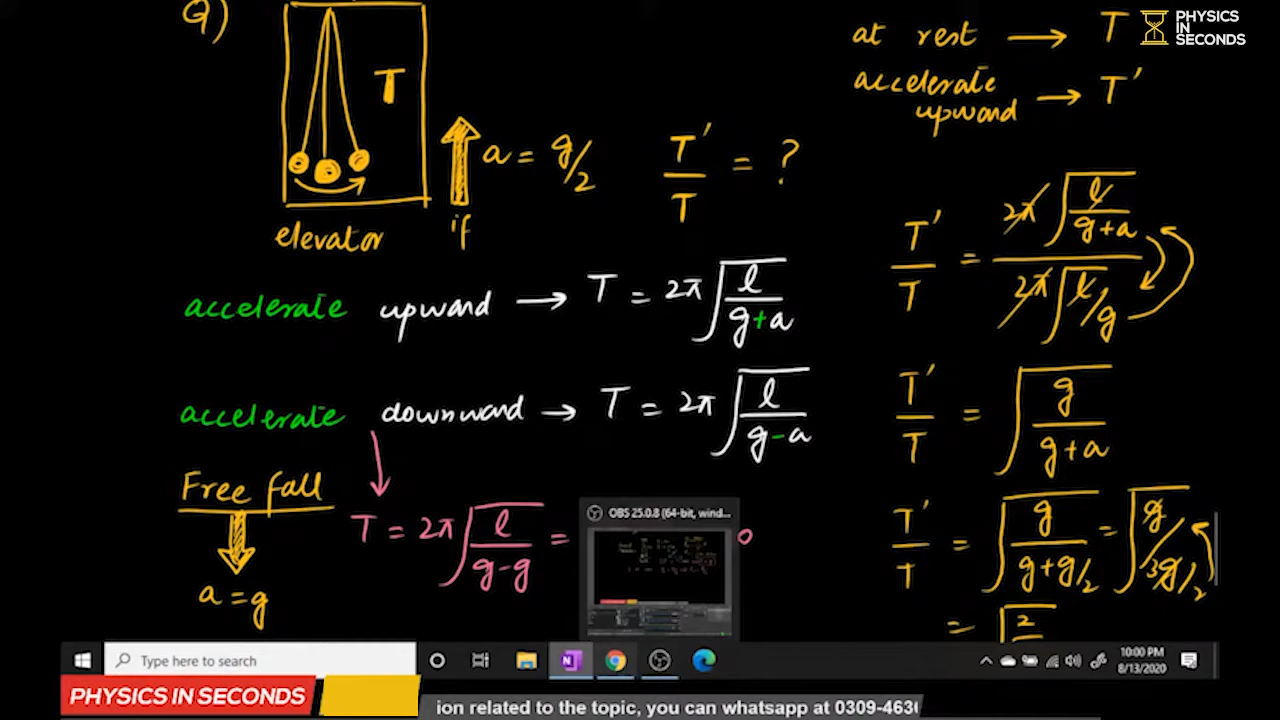 Q)
T
elevator
a = g/2
if
T'/T = ?
at rest → T
accelerate upward → T'
PHYSICS
IN
SECONDS
accelerate upward → T = 2π√(l/(g+a))
accelerate downward → T = 2π√(l/(g-a))
Free fall
a = g
T = 2π√(l/(g-g)) =
T'/T = 2π√(l/(g+a)) / 2π√(l/g)
T'/T = √(g/(g+a))
T'/T = √(g/(g+g/2)) = √(g/(3g/2))
= √2
OBS 25.0.8 (64-bit, wind...
Type here to search
10:00 PM
8/13/2020
PHYSICS IN SECONDS
ion related to the topic, you can whatsapp at 0309-463